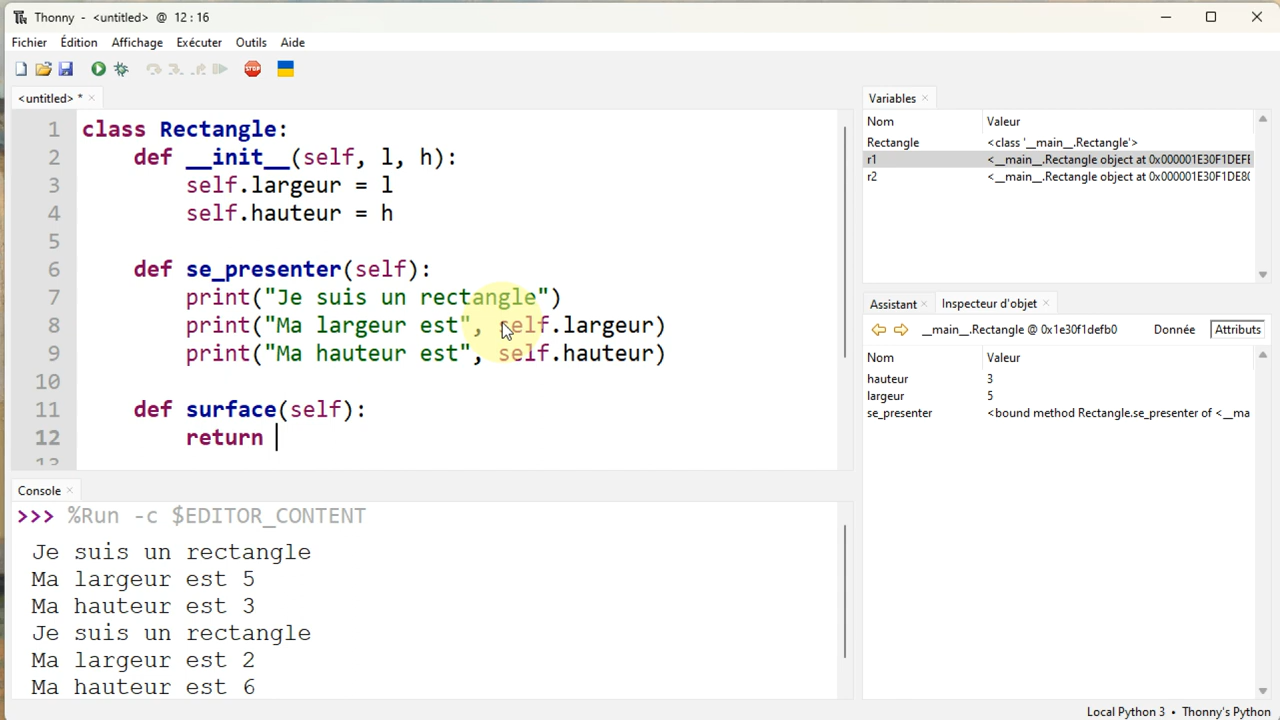 Thonny - <untitled> @ 12 : 16
Fichier Édition Affichage Exécuter Outils Aide
STOP
<untitled> * ×
1 class Rectangle:
2 def __init__(self, l, h):
3 self.largeur = l
4 self.hauteur = h
5
6 def se_presenter(self):
7 print("Je suis un rectangle")
8 print("Ma largeur est", self.largeur)
9 print("Ma hauteur est", self.hauteur)
10
11 def surface(self):
12 return
13
Console ×
>>> %Run -c $EDITOR_CONTENT
Je suis un rectangle
Ma largeur est 5
Ma hauteur est 3
Je suis un rectangle
Ma largeur est 2
Ma hauteur est 6
Variables ×
Nom Valeur
Rectangle <class '__main__.Rectangle'>
r1 <__main__.Rectangle object at 0x000001E30F1DEF
r2 <__main__.Rectangle object at 0x000001E30F1DE8
Assistant × Inspecteur d'objet ×
__main__.Rectangle @ 0x1e30f1defb0 Donnée Attributs
Nom Valeur
hauteur 3
largeur 5
se_presenter <bound method Rectangle.se_presenter of <__ma
Local Python 3 • Thonny's Python